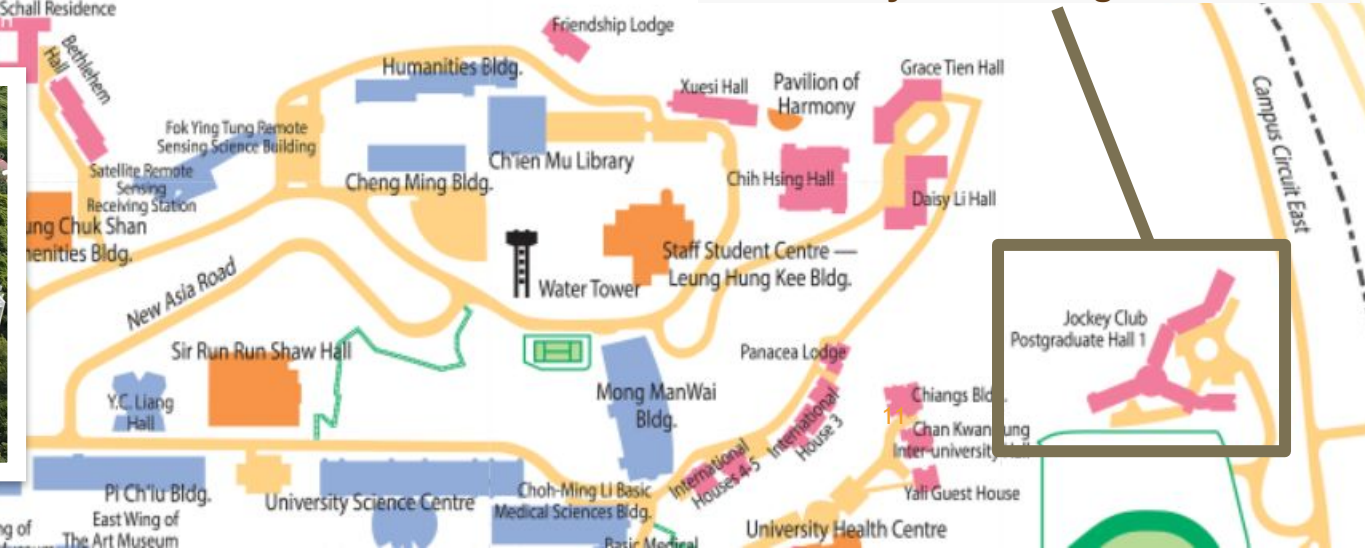 Schall Residence
Bethlehem
Hall
Friendship Lodge
Humanities Bldg.
Xuesi Hall
Pavilion of
Harmony
Grace Tien Hall
Campus Circuit East
Fok Ying Tung Remote
Sensing Science Building
Ch'ien Mu Library
Satellite Remote
Sensing
Receiving Station
Cheng Ming Bldg.
Chih Hsing Hall
Daisy Li Hall
ung Chuk Shan
enities Bldg.
Staff Student Centre —
Leung Hung Kee Bldg.
New Asia Road
Water Tower
Jockey Club
Postgraduate Hall 1
Sir Run Run Shaw Hall
Panacea Lodge
Y.C. Liang
Hall
Mong ManWai
Bldg.
International
House 3
Chiangs Bld
11
Chan Kwan
ung
Inter-university
International
Houses 4-5
Pi Ch'iu Bldg.
University Science Centre
Choh-Ming Li Basic
Medical Sciences Bldg.
Yali Guest House
East Wing of
The Art Museum
ng of
University Health Centre
Basic Medical